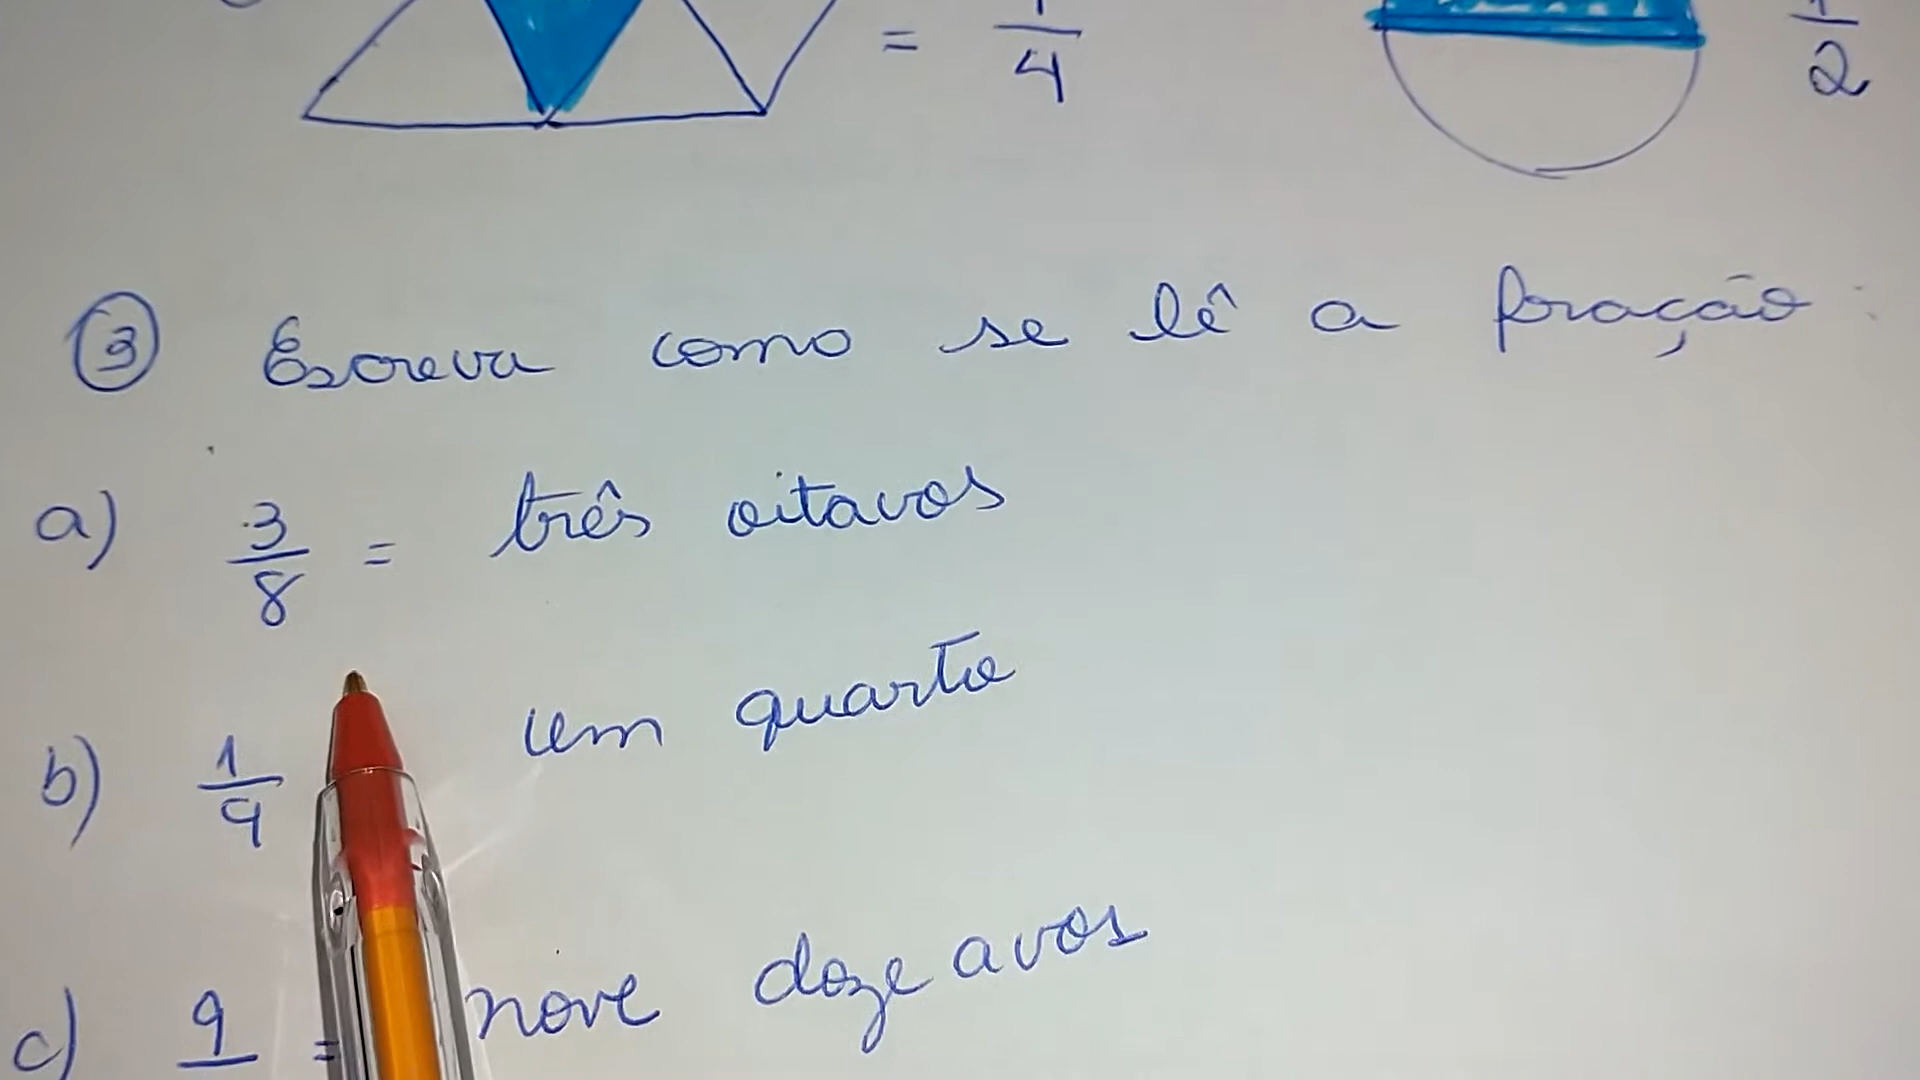 = 1/4
1/2
3 Escreva como se lê a fração:
a) 3/8 = três oitavos
b) 1/4 um quarto
c) 9 = nove doze avos